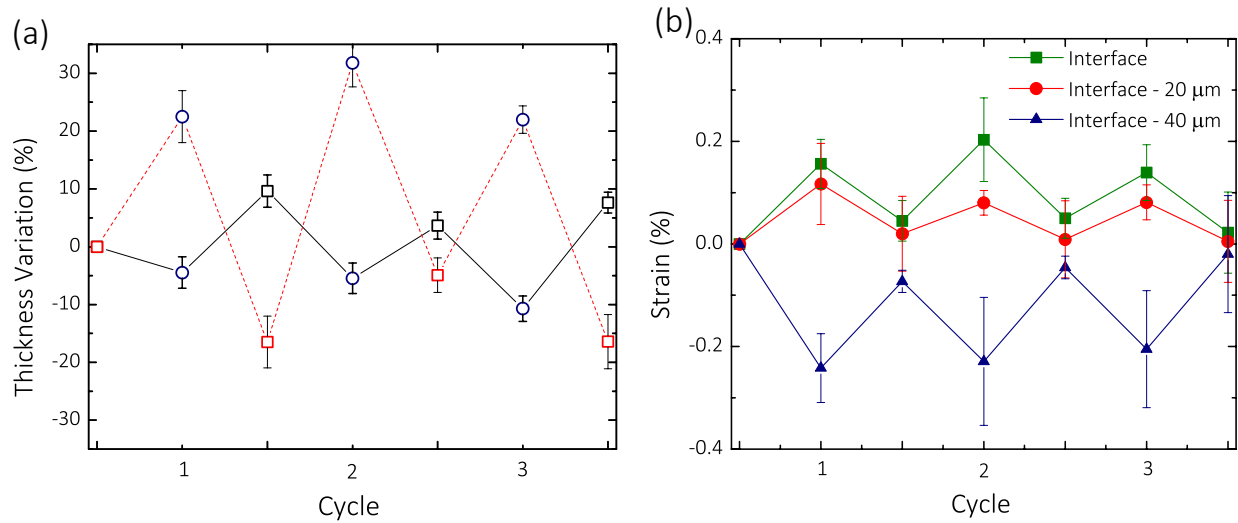 (a)
Thickness Variation (%)
30
20
10
0
-10
-20
-30
1
2
3
Cycle
(b)
Strain (%)
0.4
0.2
0.0
-0.2
-0.4
Interface
Interface - 20 μm
Interface - 40 μm
1
2
3
Cycle